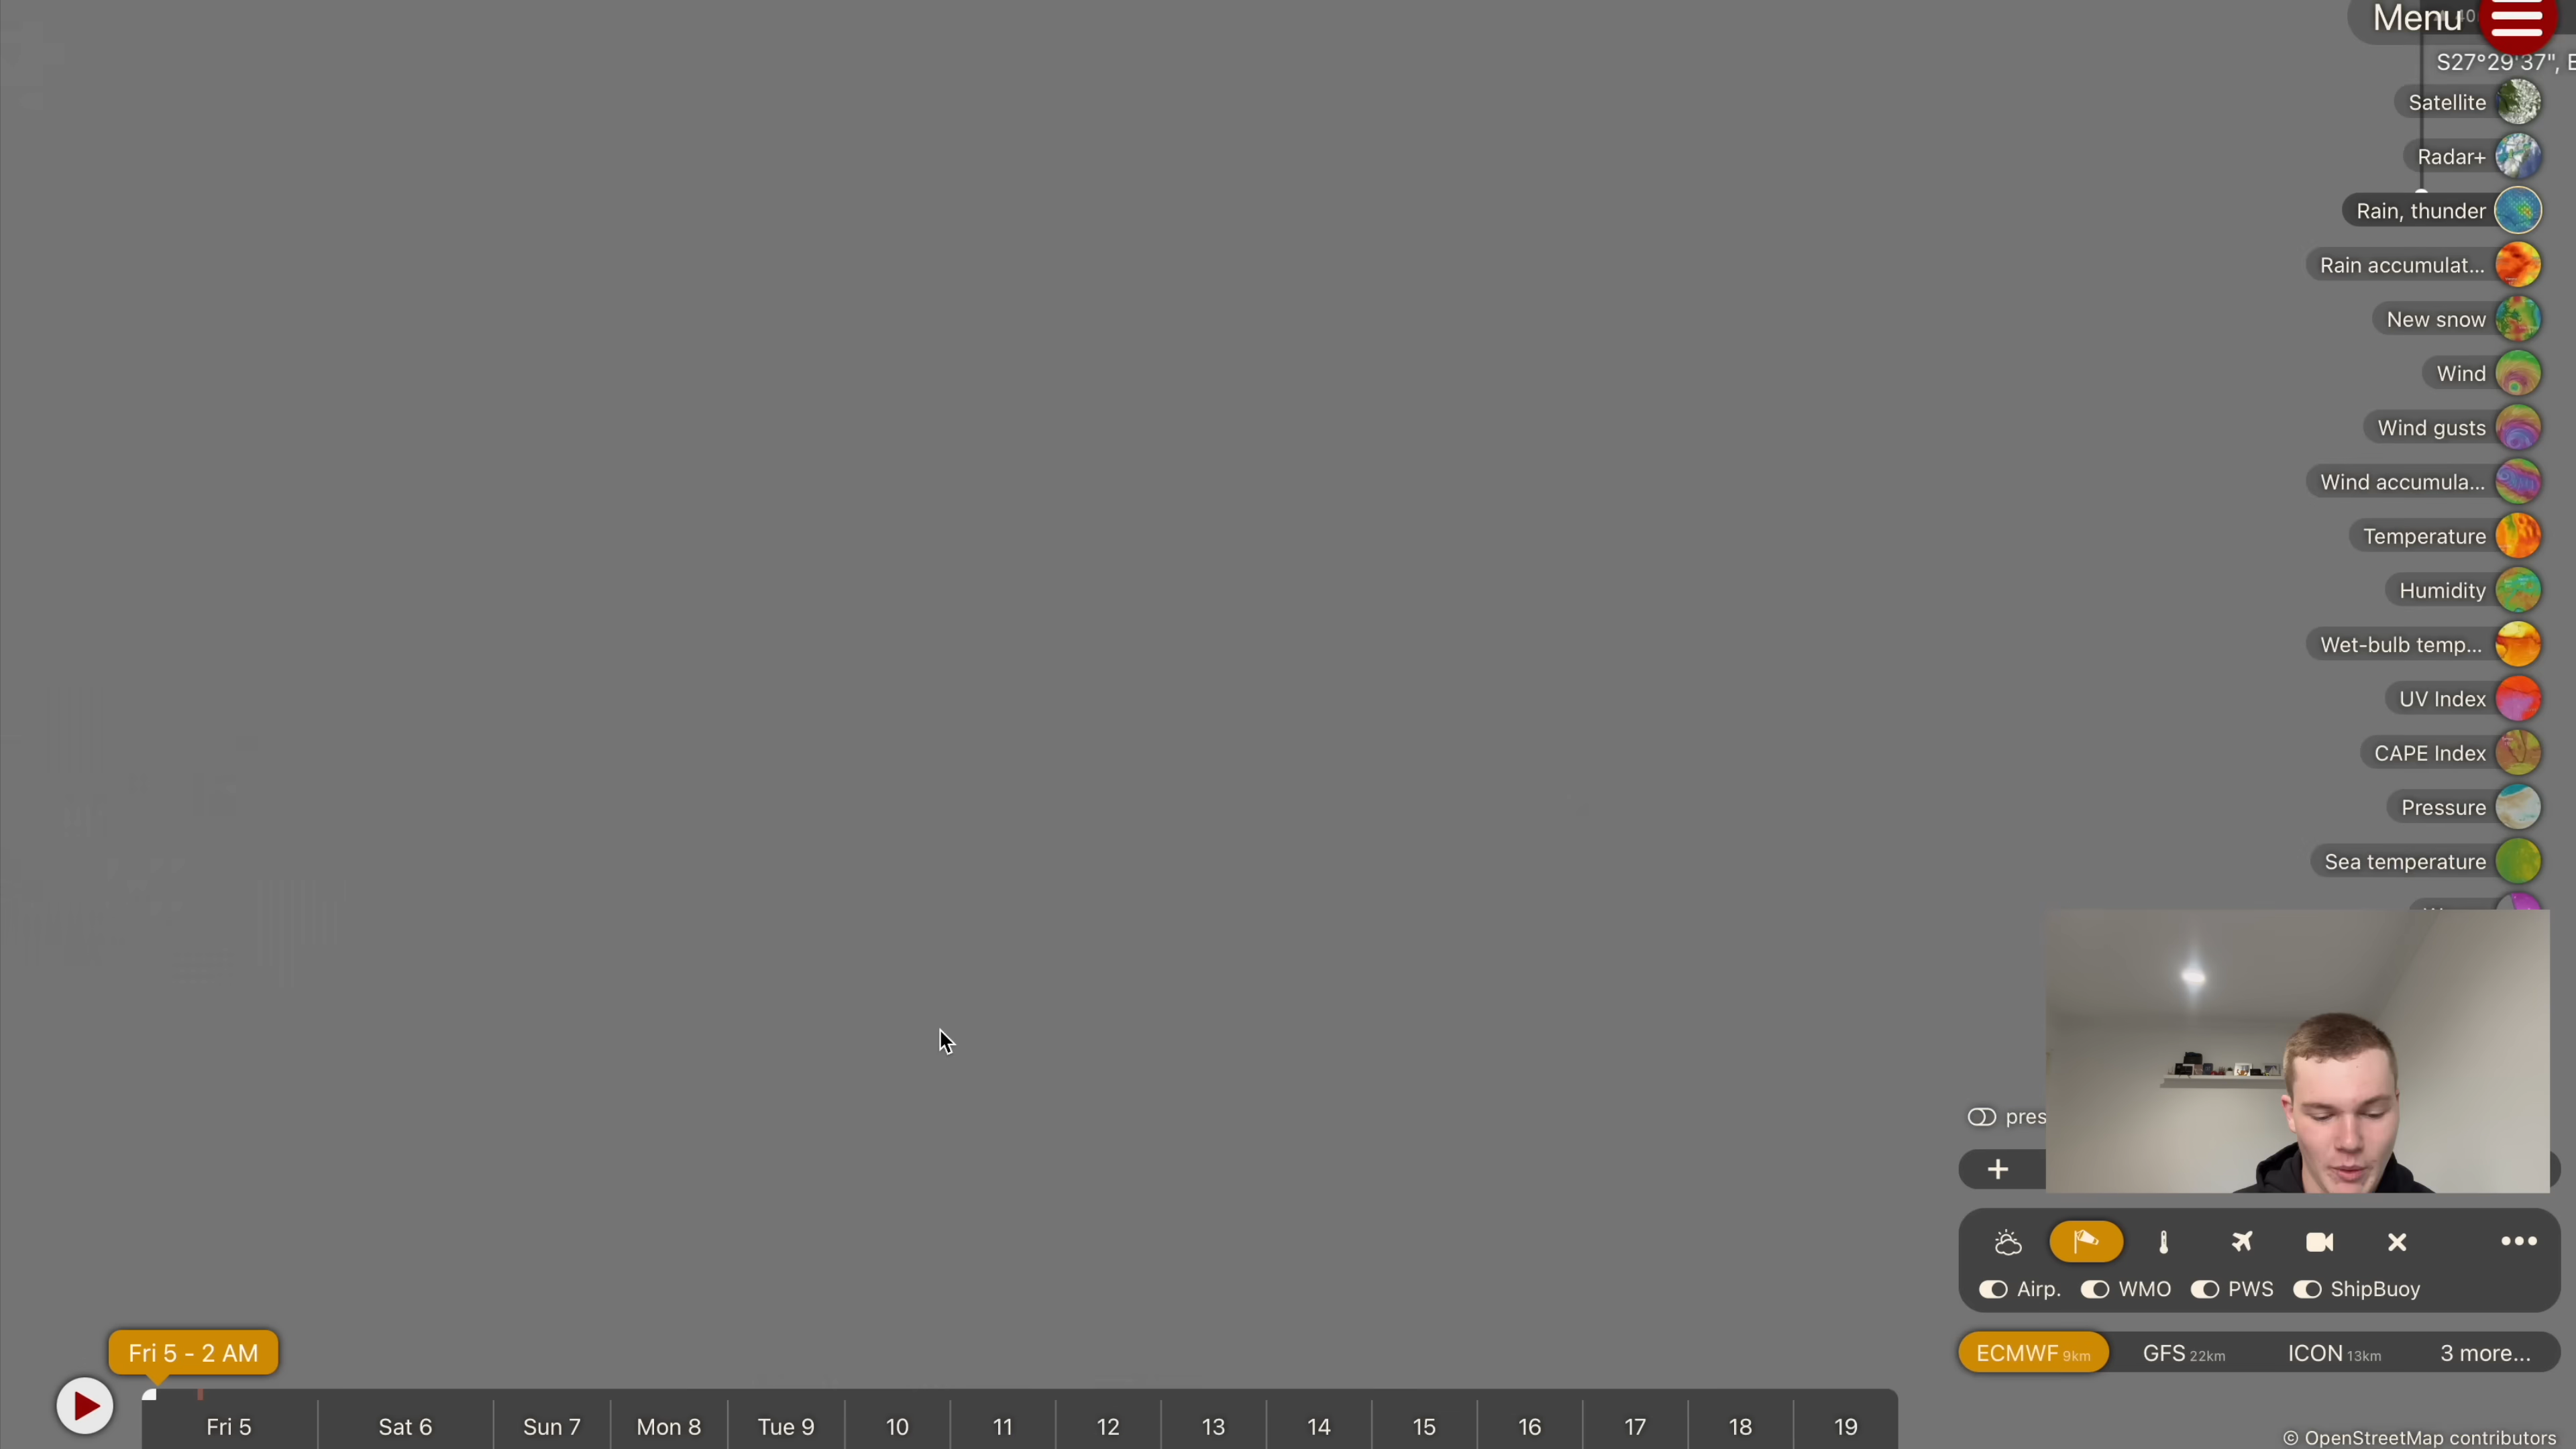 Menu
40
S27°29'37", E
Satellite
Radar+
Rain, thunder
Rain accumulat...
New snow
Wind
Wind gusts
Wind accumula...
Temperature
Humidity
Wet-bulb temp...
UV Index
CAPE Index
Pressure
Sea temperature
pres
+
Airp. WMO PWS ShipBuoy
Fri 5 - 2 AM
ECMWF 9km GFS 22km ICON 13km 3 more...
Fri 5 Sat 6 Sun 7 Mon 8 Tue 9 10 11 12 13 14 15 16 17 18 19
© OpenStreetMap contributors